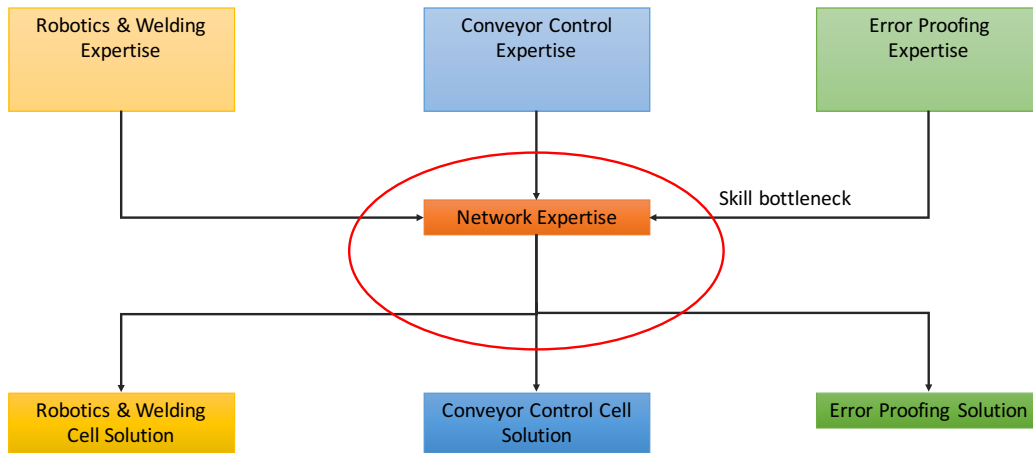 Robotics & Welding
Expertise
Conveyor Control
Expertise
Error Proofing
Expertise
Skill bottleneck
Network Expertise
Robotics & Welding
Cell Solution
Conveyor Control Cell
Solution
Error Proofing Solution